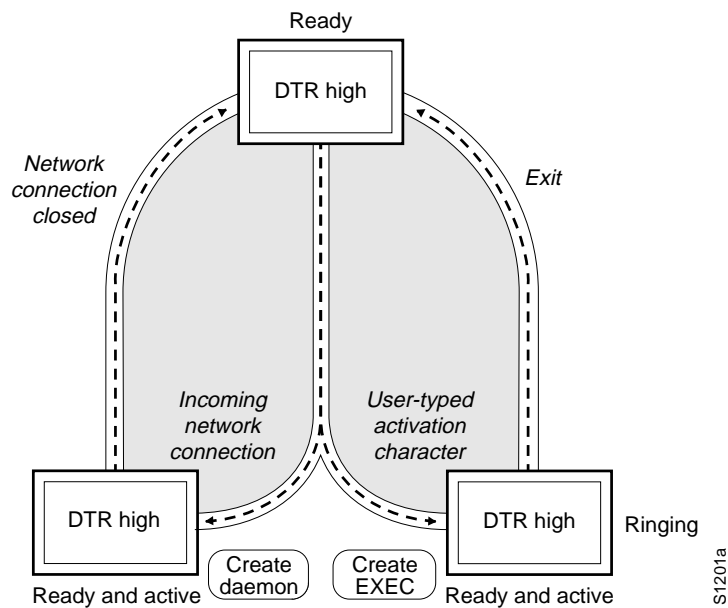 Ready
DTR high
Network
connection
closed
Exit
Incoming
network
connection
User-typed
activation
character
DTR high
DTR high
Ringing
Create
daemon
Create
EXEC
Ready and active
Ready and active
S1201a